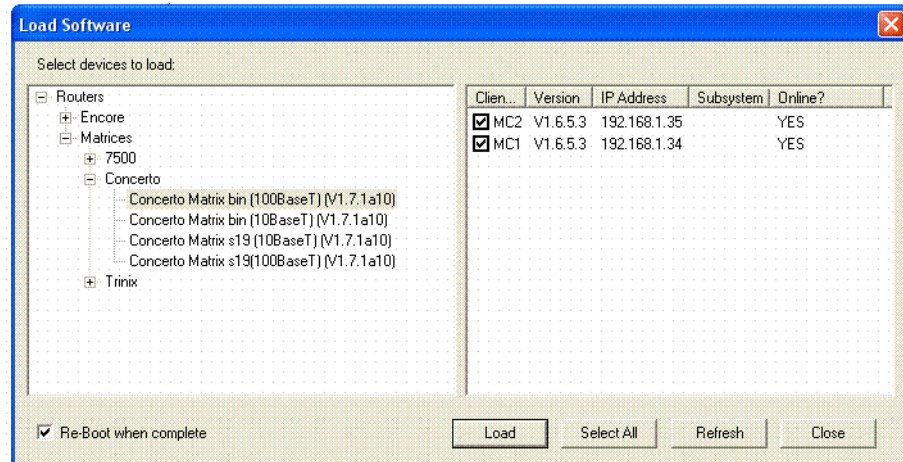 Load Software
Select devices to load:
Routers
Encore
Matrices
7500
Concerto
Concerto Matrix bin (100BaseT) (V1.7.1a10)
Concerto Matrix bin (10BaseT) (V1.7.1a10)
Concerto Matrix s19 (10BaseT) (V1.7.1a10)
Concerto Matrix s19(100BaseT) (V1.7.1a10)
Trinix
Clien... Version IP Address Subsystem Online?
MC2 V1.6.5.3 192.168.1.35 YES
MC1 V1.6.5.3 192.168.1.34 YES
Re-Boot when complete Load Select All Refresh Close